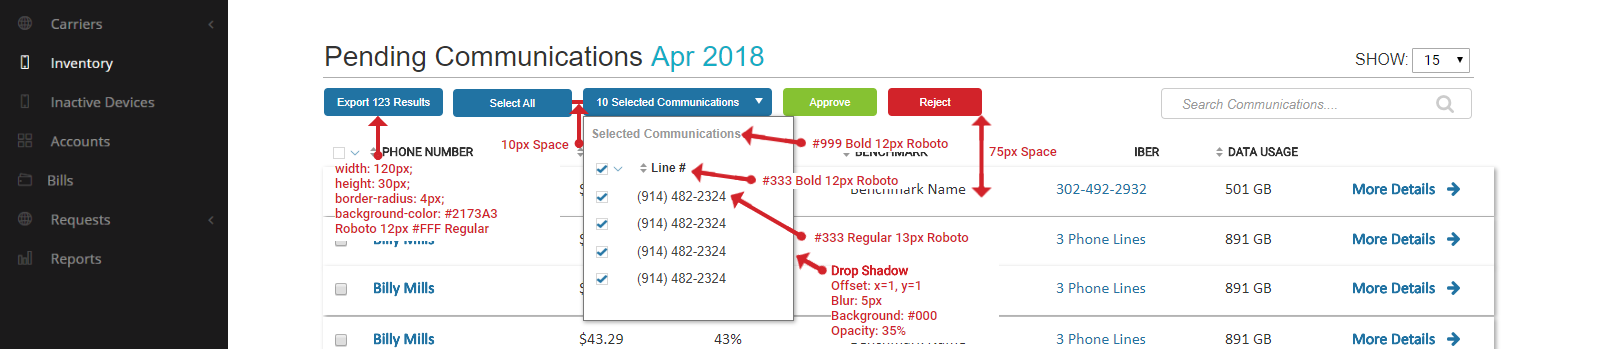 Carriers
Inventory
Inactive Devices
Accounts
Bills
Requests
Reports
Pending Communications Apr 2018
SHOW: 15
Export 123 Results
Select All
10 Selected Communications
Approve
Reject
Search Communications....
10px Space
Selected Communications
#999 Bold 12px Roboto
75px Space
PHONE NUMBER
BENCHMARK
IBER
DATA USAGE
width: 120px;
height: 30px;
border-radius: 4px;
background-color: #2173A3
Roboto 12px #FFF Regular
Line #
#333 Bold 12px Roboto
(914) 482-2324
(914) 482-2324
(914) 482-2324
(914) 482-2324
#333 Regular 13px Roboto
Drop Shadow
Offset: x=1, y=1
Blur: 5px
Background: #000
Opacity: 35%
$ Benchmark Name 302-492-2932 501 GB More Details
Billy Mills 3 Phone Lines 891 GB More Details
Billy Mills 3 Phone Lines 891 GB More Details
Billy Mills $43.29 43% Benchmark Name 3 Phone Lines 891 GB More Details